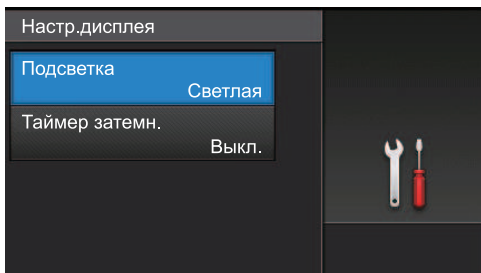 Настр.дисплея
Подсветка
Светлая
Таймер затемн.
Выкл.